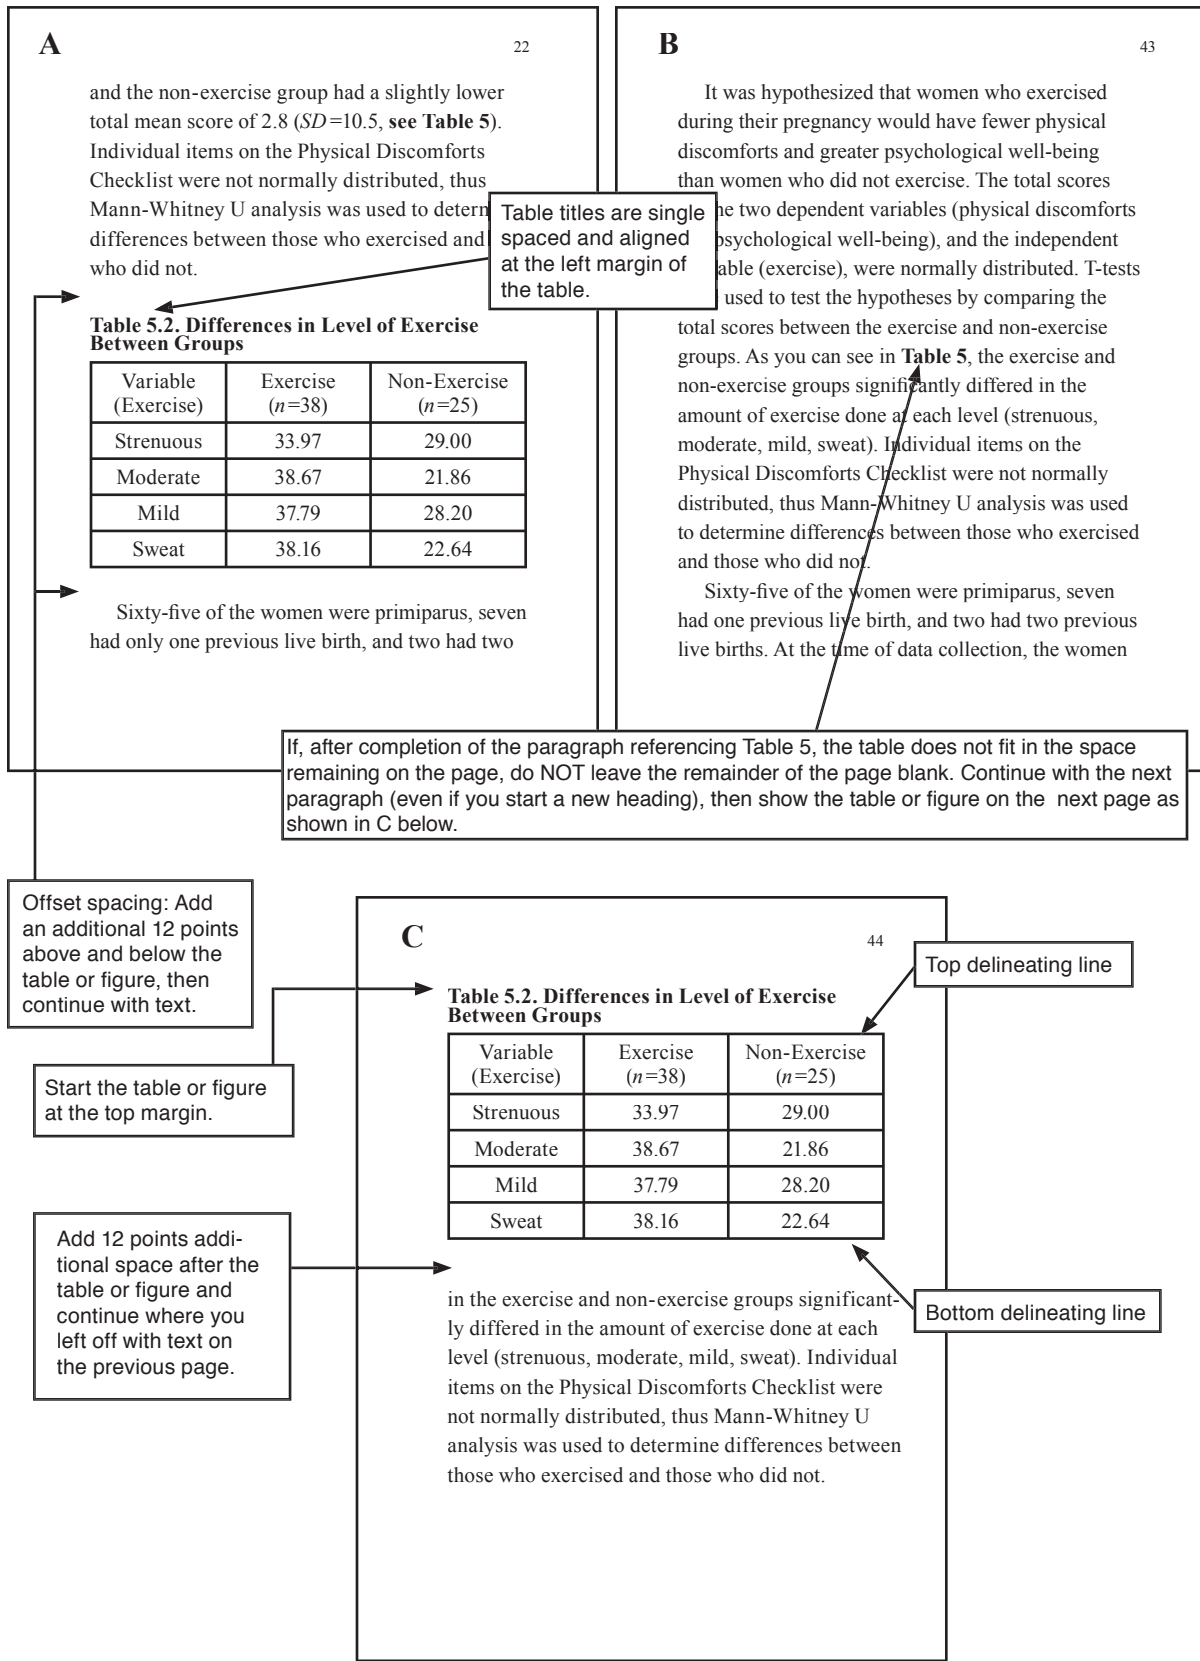 A
22
and the non-exercise group had a slightly lower
total mean score of 2.8 (SD=10.5, see Table 5).
Individual items on the Physical Discomforts
Checklist were not normally distributed, thus
Mann-Whitney U analysis was used to determ
differences between those who exercised and
who did not.
Table titles are single
spaced and aligned
at the left margin of
the table.
Table 5.2. Differences in Level of Exercise
Between Groups
Variable (Exercise) Exercise (n=38) Non-Exercise (n=25)
Strenuous 33.97 29.00
Moderate 38.67 21.86
Mild 37.79 28.20
Sweat 38.16 22.64
Sixty-five of the women were primiparus, seven
had only one previous live birth, and two had two
B
43
It was hypothesized that women who exercised
during their pregnancy would have fewer physical
discomforts and greater psychological well-being
than women who did not exercise. The total scores
he two dependent variables (physical discomforts
psychological well-being), and the independent
able (exercise), were normally distributed. T-tests
used to test the hypotheses by comparing the
total scores between the exercise and non-exercise
groups. As you can see in Table 5, the exercise and
non-exercise groups significantly differed in the
amount of exercise done at each level (strenuous,
moderate, mild, sweat). Individual items on the
Physical Discomforts Checklist were not normally
distributed, thus Mann-Whitney U analysis was used
to determine differences between those who exercised
and those who did not.
Sixty-five of the women were primiparus, seven
had one previous live birth, and two had two previous
live births. At the time of data collection, the women
If, after completion of the paragraph referencing Table 5, the table does not fit in the space
remaining on the page, do NOT leave the remainder of the page blank. Continue with the next
paragraph (even if you start a new heading), then show the table or figure on the next page as
shown in C below.
Offset spacing: Add
an additional 12 points
above and below the
table or figure, then
continue with text.
Start the table or figure
at the top margin.
Add 12 points addi-
tional space after the
table or figure and
continue where you
left off with text on
the previous page.
C
44
Top delineating line
Table 5.2. Differences in Level of Exercise
Between Groups
Variable (Exercise) Exercise (n=38) Non-Exercise (n=25)
Strenuous 33.97 29.00
Moderate 38.67 21.86
Mild 37.79 28.20
Sweat 38.16 22.64
Bottom delineating line
in the exercise and non-exercise groups significant-
ly differed in the amount of exercise done at each
level (strenuous, moderate, mild, sweat). Individual
items on the Physical Discomforts Checklist were
not normally distributed, thus Mann-Whitney U
analysis was used to determine differences between
those who exercised and those who did not.